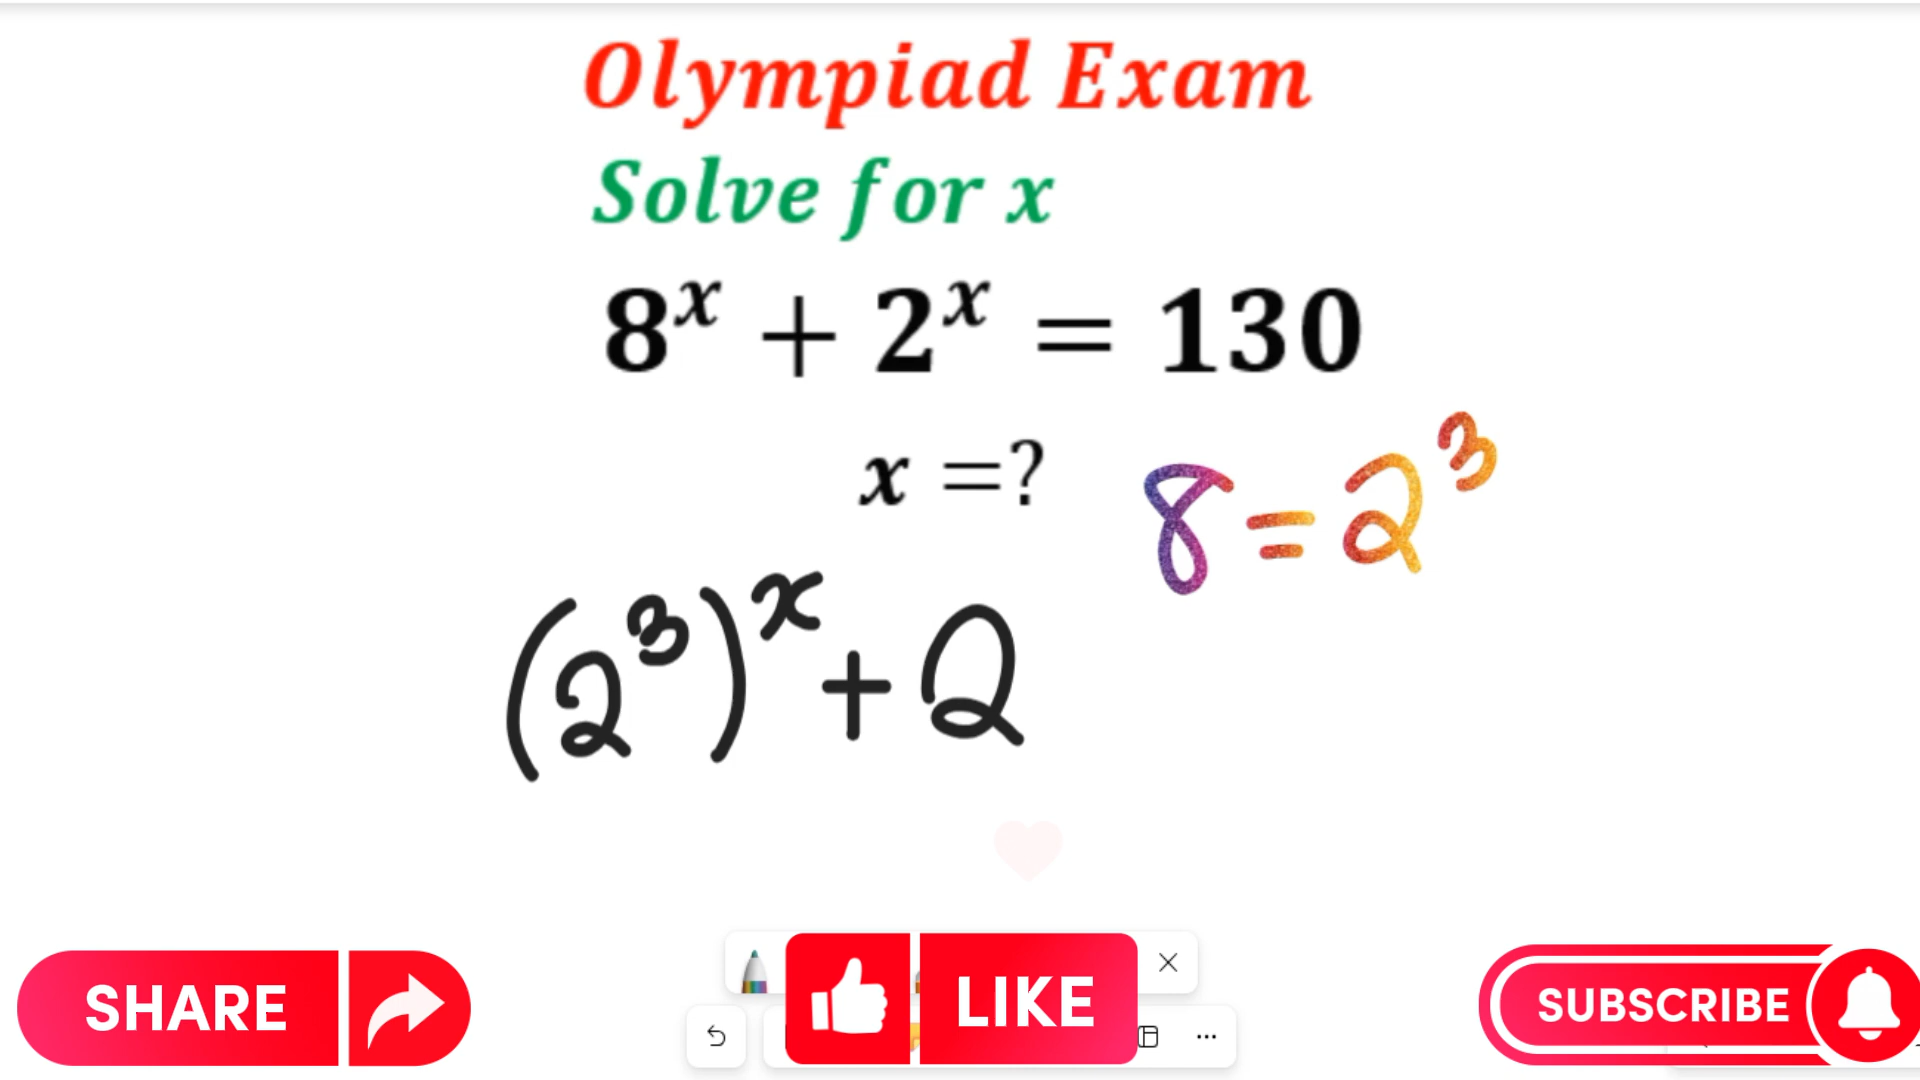 Olympiad Exam
Solve for x
8^x + 2^x = 130
x =?
8 = 2^3
(2^3)^x + 2
SHARE
LIKE
SUBSCRIBE